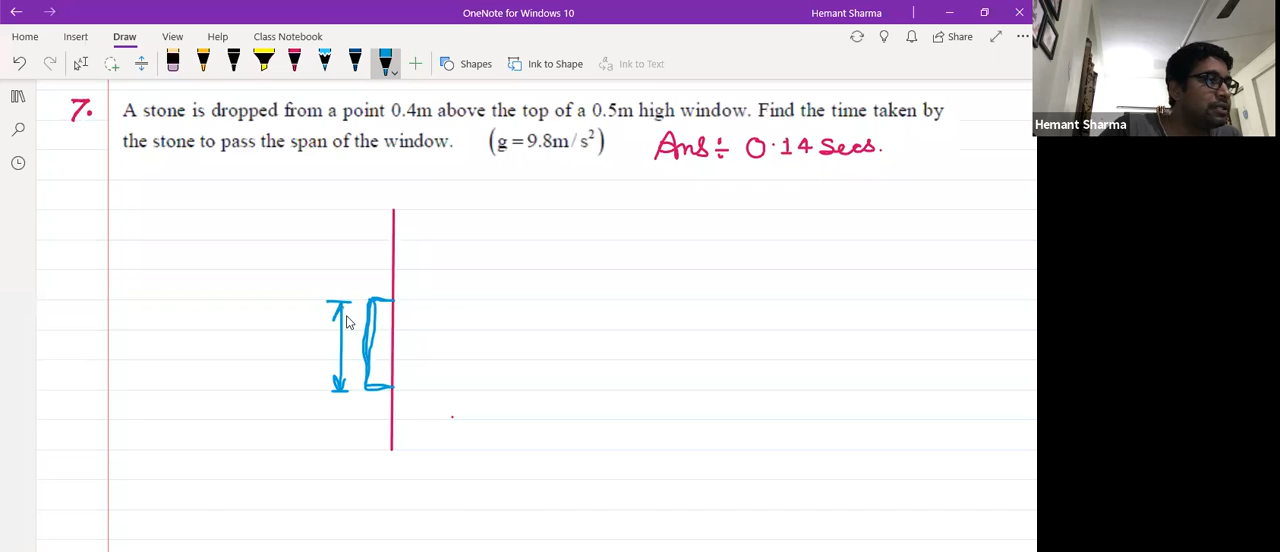 OneNote for Windows 10
Hemant Sharma
Home Insert Draw View Help Class Notebook
Share
Shapes Ink to Shape Ink to Text
7. A stone is dropped from a point 0.4m above the top of a 0.5m high window. Find the time taken by
the stone to pass the span of the window. (g = 9.8m/s²) Ans ÷ 0.14 Secs.
Hemant Sharma